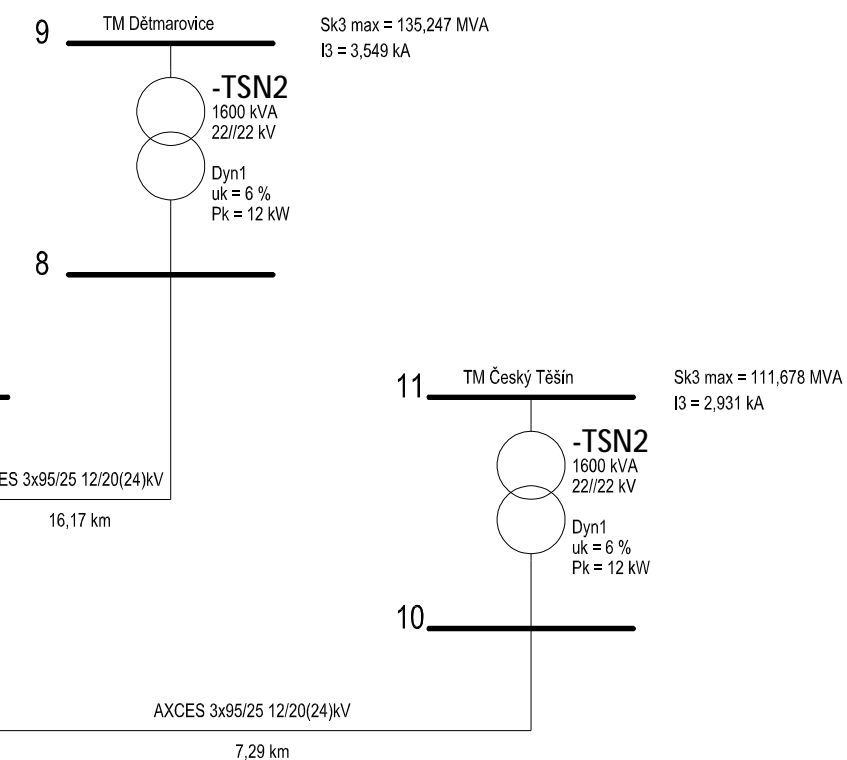 9
TM Dětmarovice
Sk3 max = 135,247 MVA
I3 = 3,549 kA
-TSN2
1600 kVA
22//22 kV
Dyn1
uk = 6 %
Pk = 12 kW
8
11
TM Český Těšín
Sk3 max = 111,678 MVA
I3 = 2,931 kA
-TSN2
1600 kVA
22//22 kV
Dyn1
uk = 6 %
Pk = 12 kW
ES 3x95/25 12/20(24)kV
16,17 km
10
AXCES 3x95/25 12/20(24)kV
7,29 km